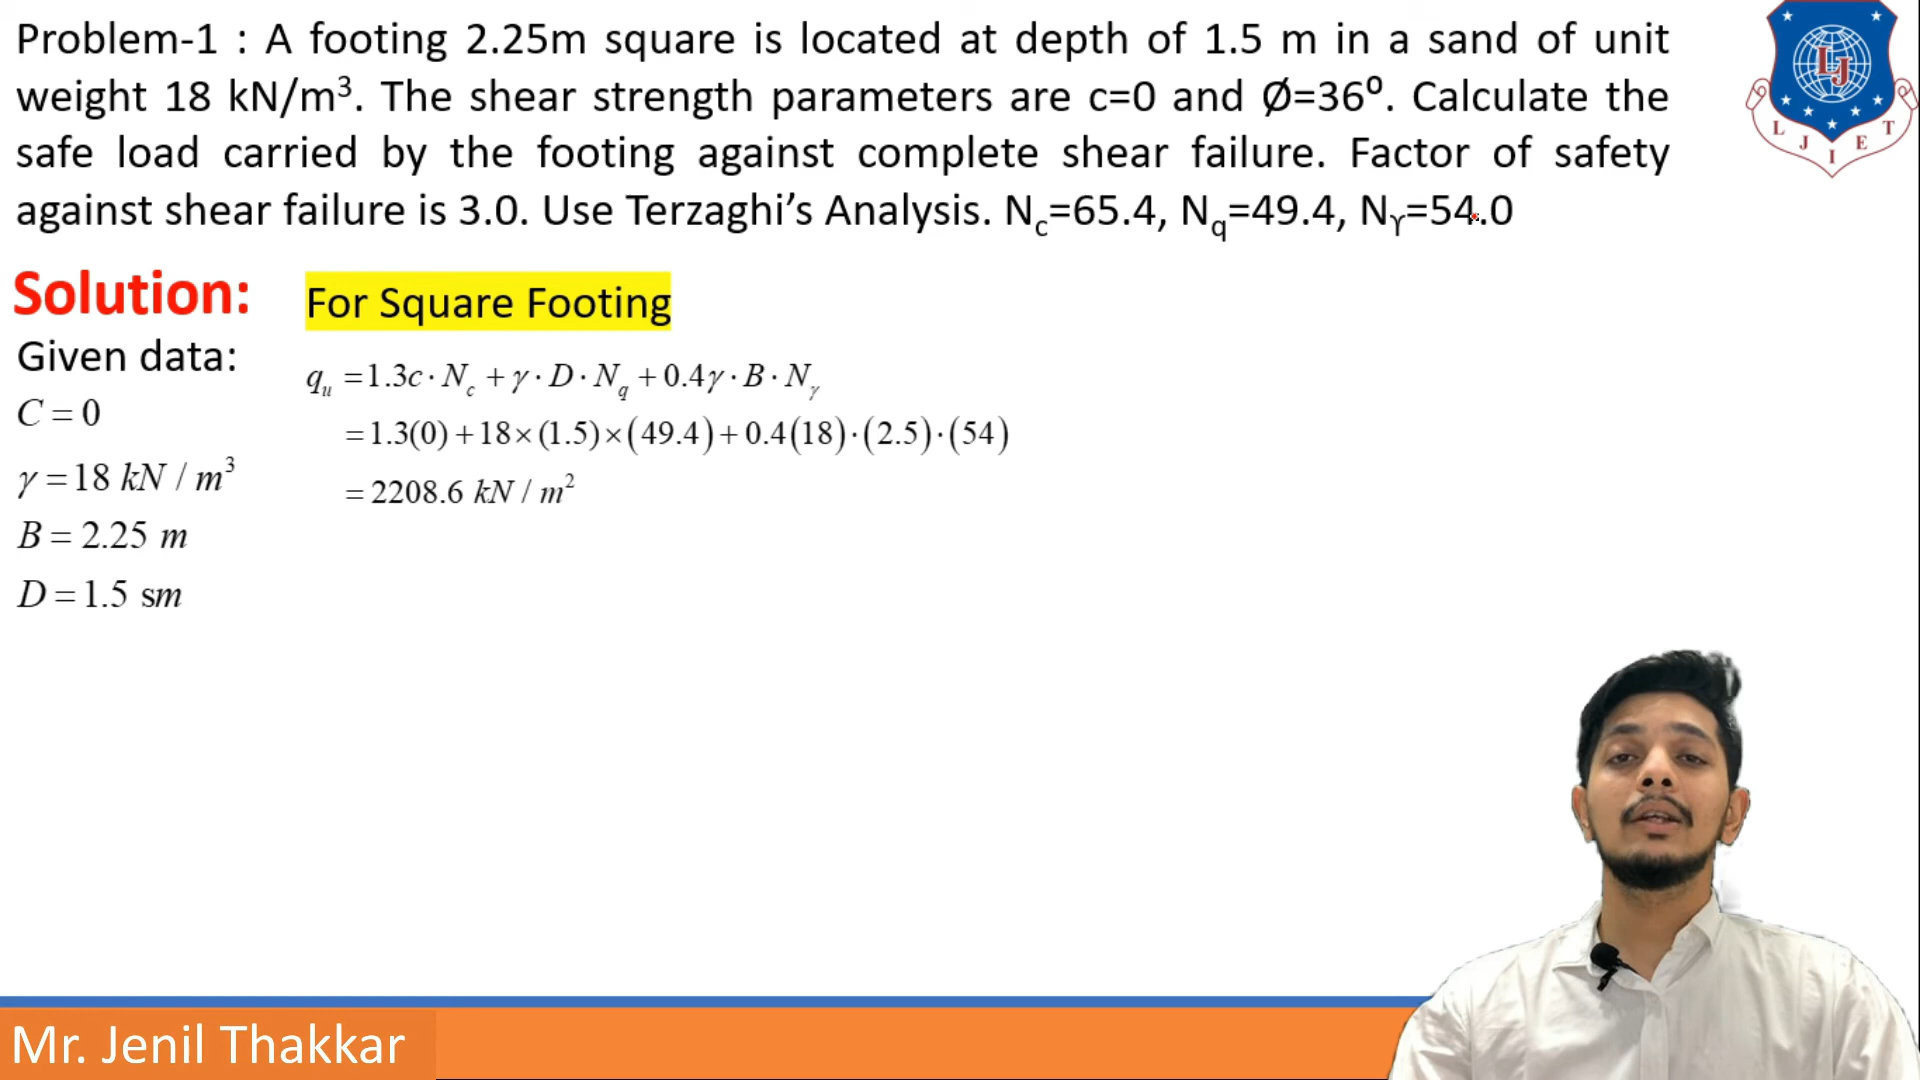 Problem-1 : A footing 2.25m square is located at depth of 1.5 m in a sand of unit
weight 18 kN/m³. The shear strength parameters are c=0 and Ø=36⁰. Calculate the
safe load carried by the footing against complete shear failure. Factor of safety
against shear failure is 3.0. Use Terzaghi’s Analysis. Nc=65.4, Nq=49.4, Nϒ=54.0
L J I E T
Solution:
For Square Footing
Given data:
C = 0
γ = 18 kN / m³
B = 2.25 m
D = 1.5 sm
qu = 1.3c · Nc + γ · D · Nq + 0.4γ · B · Nγ
= 1.3(0) + 18 × (1.5) × (49.4) + 0.4(18) · (2.5) · (54)
= 2208.6 kN / m²
Mr. Jenil Thakkar